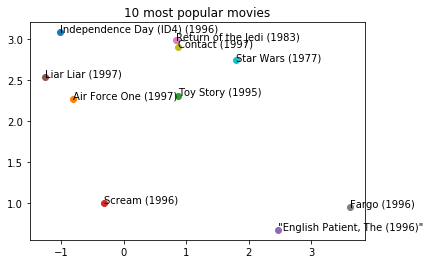 10 most popular movies
3.0
2.5
2.0
1.5
1.0
Independence Day (ID4) (1996)
Return of the Jedi (1983)
Contact (1997)
Star Wars (1977)
Liar Liar (1997)
Air Force One (1997)
Toy Story (1995)
Scream (1996)
Fargo (1996)
"English Patient, The (1996)"
−1
0
1
2
3